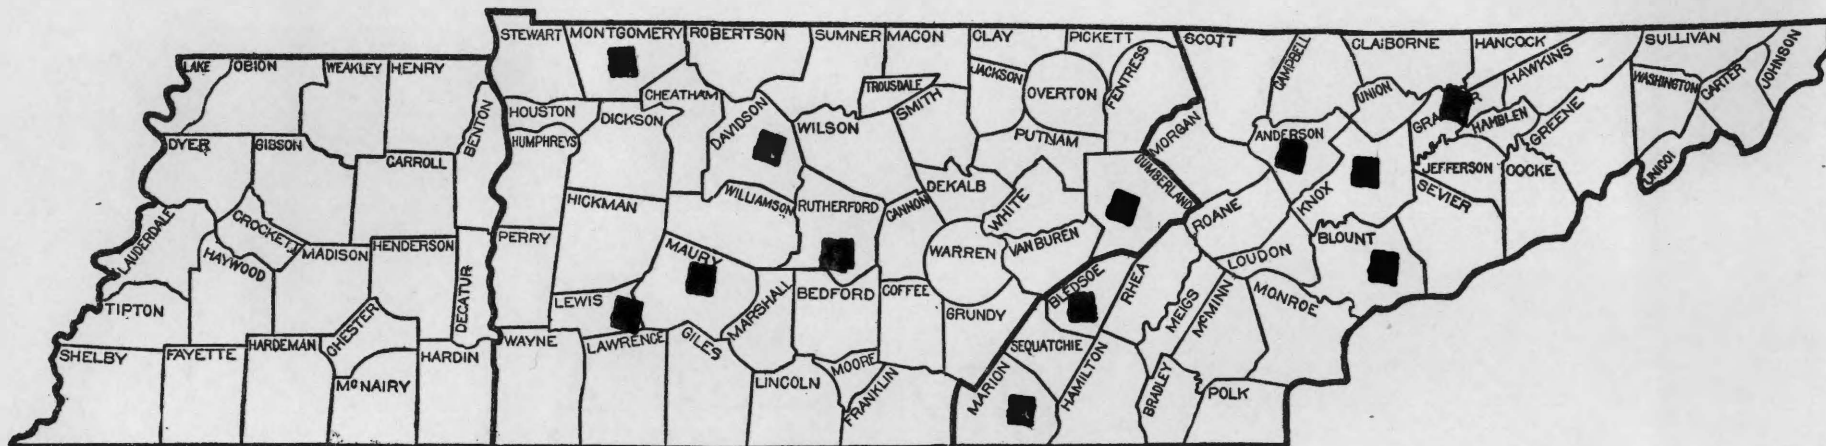 STEWART
MONTGOMERY
ROBERTSON
SUMNER
MACON
CLAY
PICKETT
SCOTT
CAMPBELL
CLAIBORNE
HANCOCK
HAWKINS
SULLIVAN
JOHNSON
CARTER
WASHINGTON
LAKE
OBION
WEAKLEY
HENRY
BENTON
HOUSTON
DICKSON
CHEATHAM
DAVIDSON
TROUSDALE
SMITH
JACKSON
OVERTON
FENTRESS
MORGAN
ANDERSON
UNION
HAMBLEN
GREENE
UNICOI
DYER
GIBSON
CARROLL
HUMPHREYS
WILSON
PUTNAM
CUMBERLAND
JEFFERSON
COCKE
SEVIER
KNOX
ROANE
LOUDON
BLOUNT
LAUDERDALE
CROCKETT
HAYWOOD
MADISON
HENDERSON
DECATUR
PERRY
HICKMAN
WILLIAMSON
RUTHERFORD
CANNON
DEKALB
WHITE
WARREN
VAN BUREN
BLEDSOE
RHEA
MEIGS
McMINN
MONROE
TIPTON
LEWIS
MAURY
MARSHALL
BEDFORD
COFFEE
GRUNDY
SEQUATCHIE
SHELBY
FAYETTE
HARDEMAN
CHESTER
McNAIRY
HARDIN
WAYNE
LAWRENCE
GILES
LINCOLN
MOORE
FRANKLIN
MARION
HAMILTON
BRADLEY
POLK